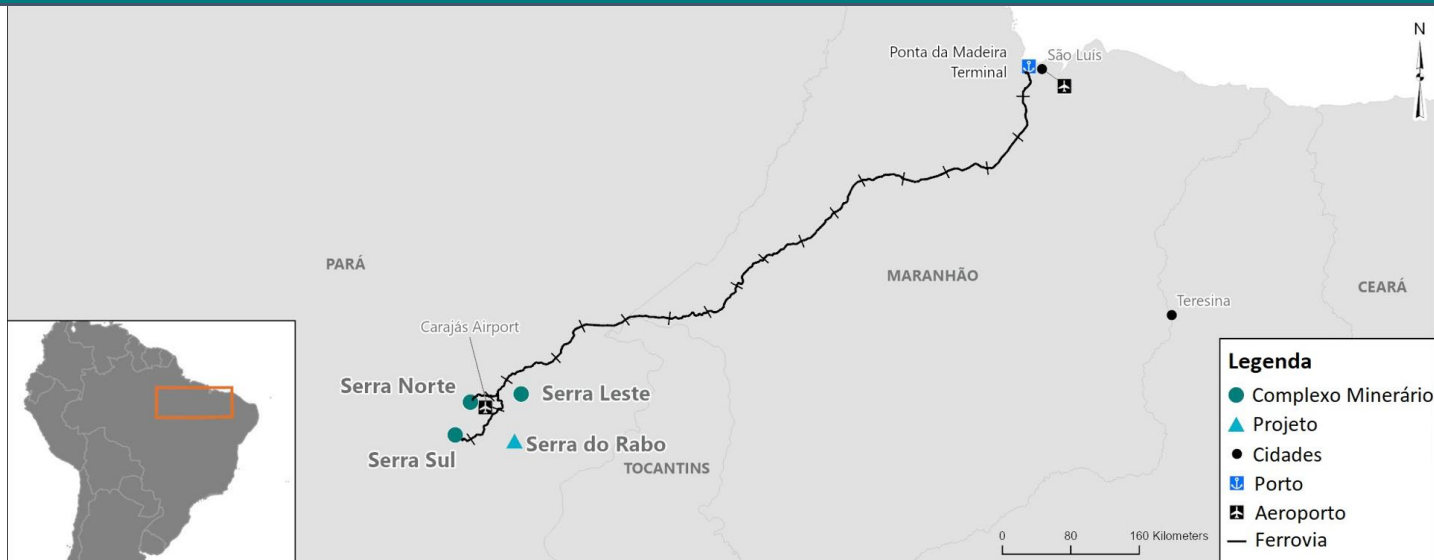 N
Ponta da Madeira
Terminal
São Luís
PARÁ
MARANHÃO
CEARÁ
Teresina
Carajás Airport
Serra Norte
Serra Leste
Serra Sul
Serra do Rabo
TOCANTINS
Legenda
Complexo Minerário
Projeto
Cidades
Porto
Aeroporto
Ferrovia
0 80 160 Kilometers